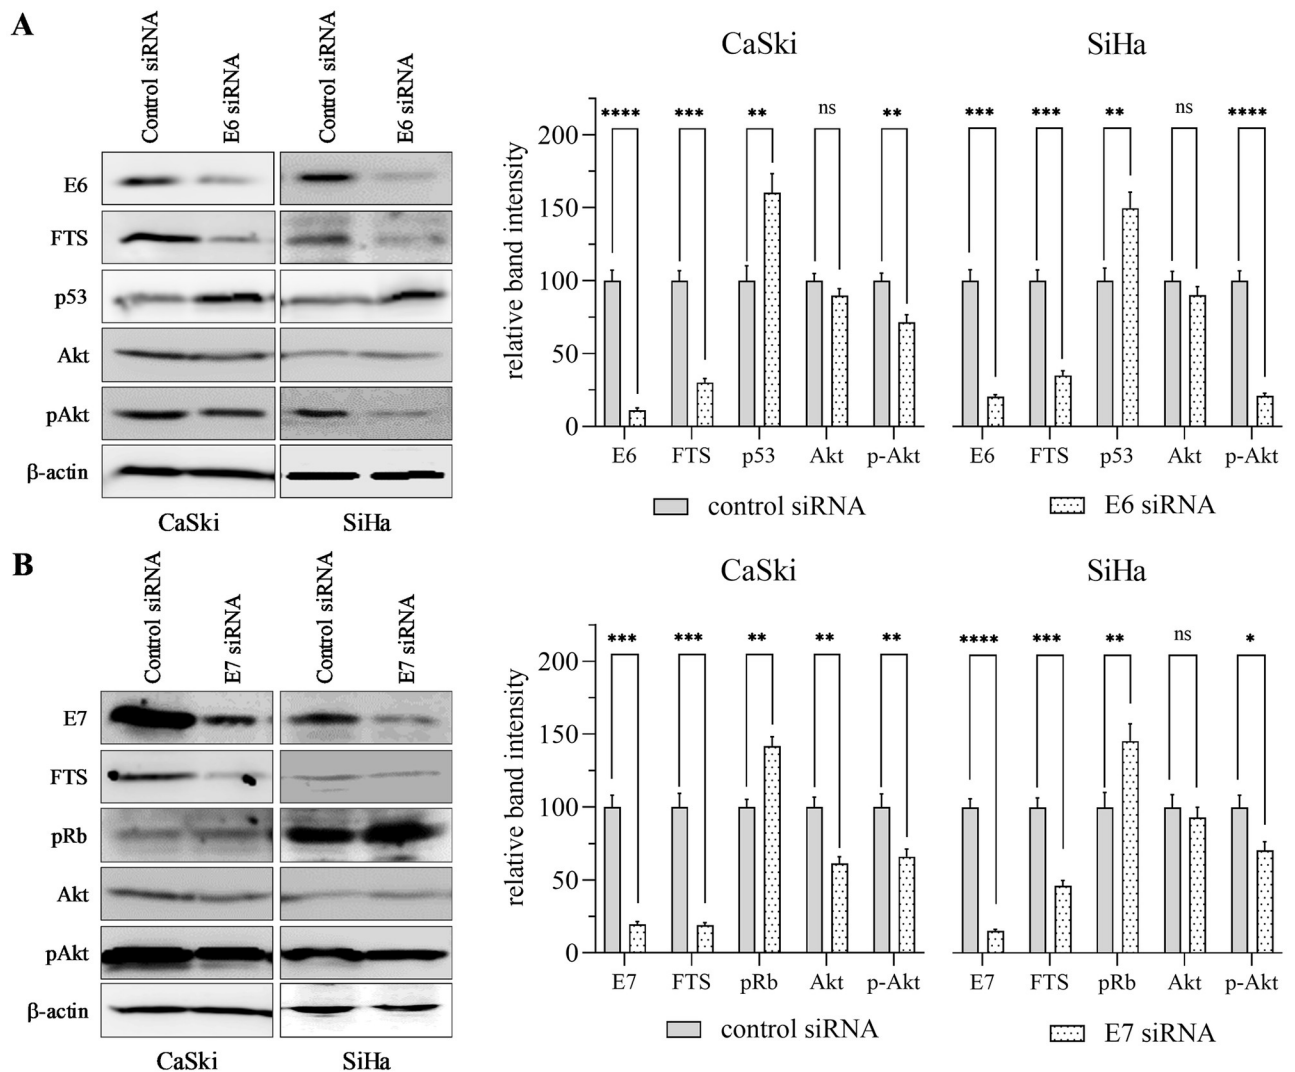 A
Control siRNA
E6 siRNA
Control siRNA
E6 siRNA
E6
FTS
p53
Akt
pAkt
β-actin
CaSki
SiHa
CaSki
SiHa
relative band intensity
200
150
100
50
0
**** *** ** ns **
*** *** ** ns ****
E6 FTS p53 Akt p-Akt
E6 FTS p53 Akt p-Akt
control siRNA
E6 siRNA
B
Control siRNA
E7 siRNA
Control siRNA
E7 siRNA
E7
FTS
pRb
Akt
pAkt
β-actin
CaSki
SiHa
CaSki
SiHa
relative band intensity
200
150
100
50
0
*** *** ** ** **
**** *** ** ns *
E7 FTS pRb Akt p-Akt
E7 FTS pRb Akt p-Akt
control siRNA
E7 siRNA